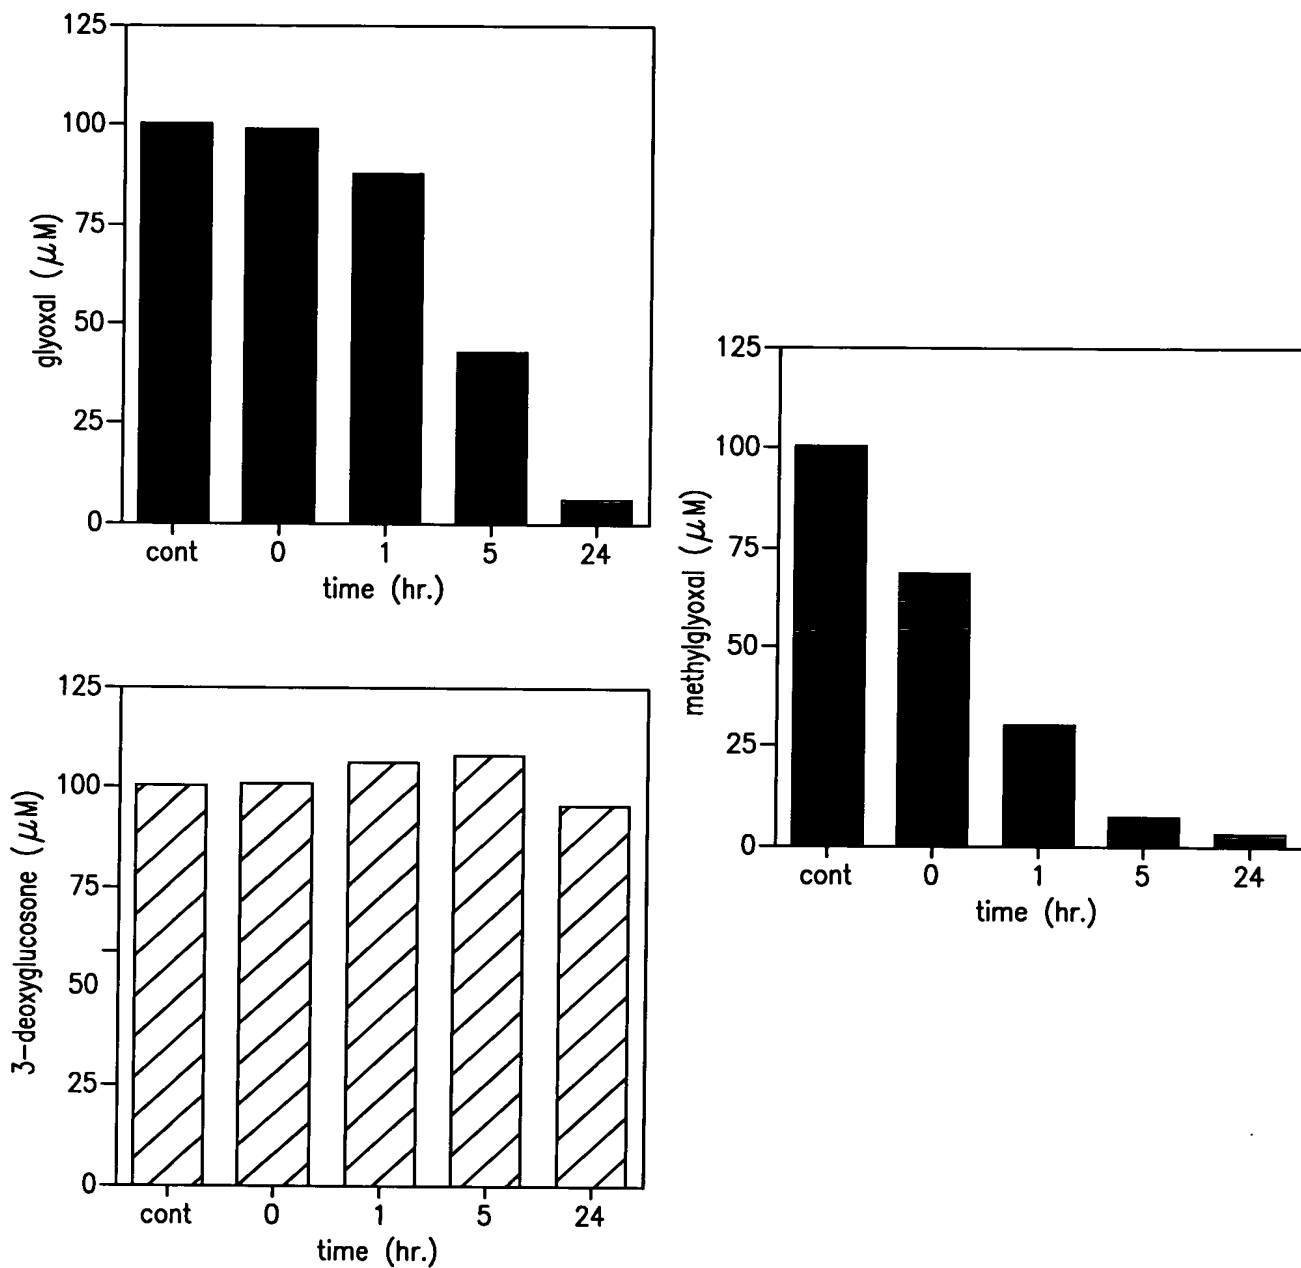 125
100
75
50
25
0
glyoxal (μM)
cont 0 1 5 24
time (hr.)
125
100
75
50
25
0
methylglyoxal (μM)
cont 0 1 5 24
time (hr.)
125
100
75
50
25
0
3-deoxyglucosone (μM)
cont 0 1 5 24
time (hr.)